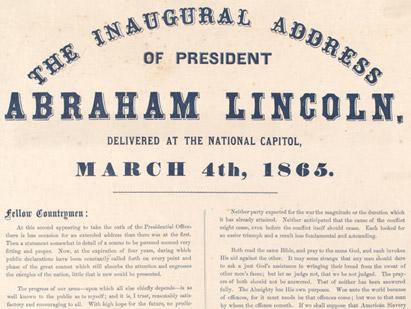 THE INAUGURAL ADDRESS
OF PRESIDENT
ABRAHAM LINCOLN,
DELIVERED AT THE NATIONAL CAPITOL,
MARCH 4th, 1865.
Fellow Countrymen:
At this second appearing to take the oath of the Presidential Office,
there is less occasion for an extended address than there was at the first.
Then a statement somewhat in detail of a course to be pursued seemed very
fitting and proper. Now, at the expiration of four years, during which
public declarations have been constantly called forth on every point and
phase of the great contest which still absorbs the attention and engrosses
the energies of the nation, little that is new could be presented.
The progress of our arms—upon which all else chiefly depends—is as
well known to the public as to myself; and it is, I trust, reasonably satis-
factory and encouraging to all. With high hope for the future, no predic-
Neither party expected for the war the magnitude or the duration which
it has already attained. Neither anticipated that the cause of the conflict
might cease, even before the conflict itself should cease. Each looked for
an easier triumph and a result less fundamental and astounding.
Both read the same Bible, and pray to the same God, and each invokes
His aid against the other. It may seem strange that any men should dare
to ask a just God's assistance in wringing their bread from the sweat of
other men's faces; but let us judge not, that we be not judged. The pray-
ers of both should not be answered. That of neither has been answered
fully. The Almighty has His own purposes. Woe unto the world because
of offences, for it must needs be that offences come; but woe to that man
by whom the offence cometh. If we shall suppose that American Slavery